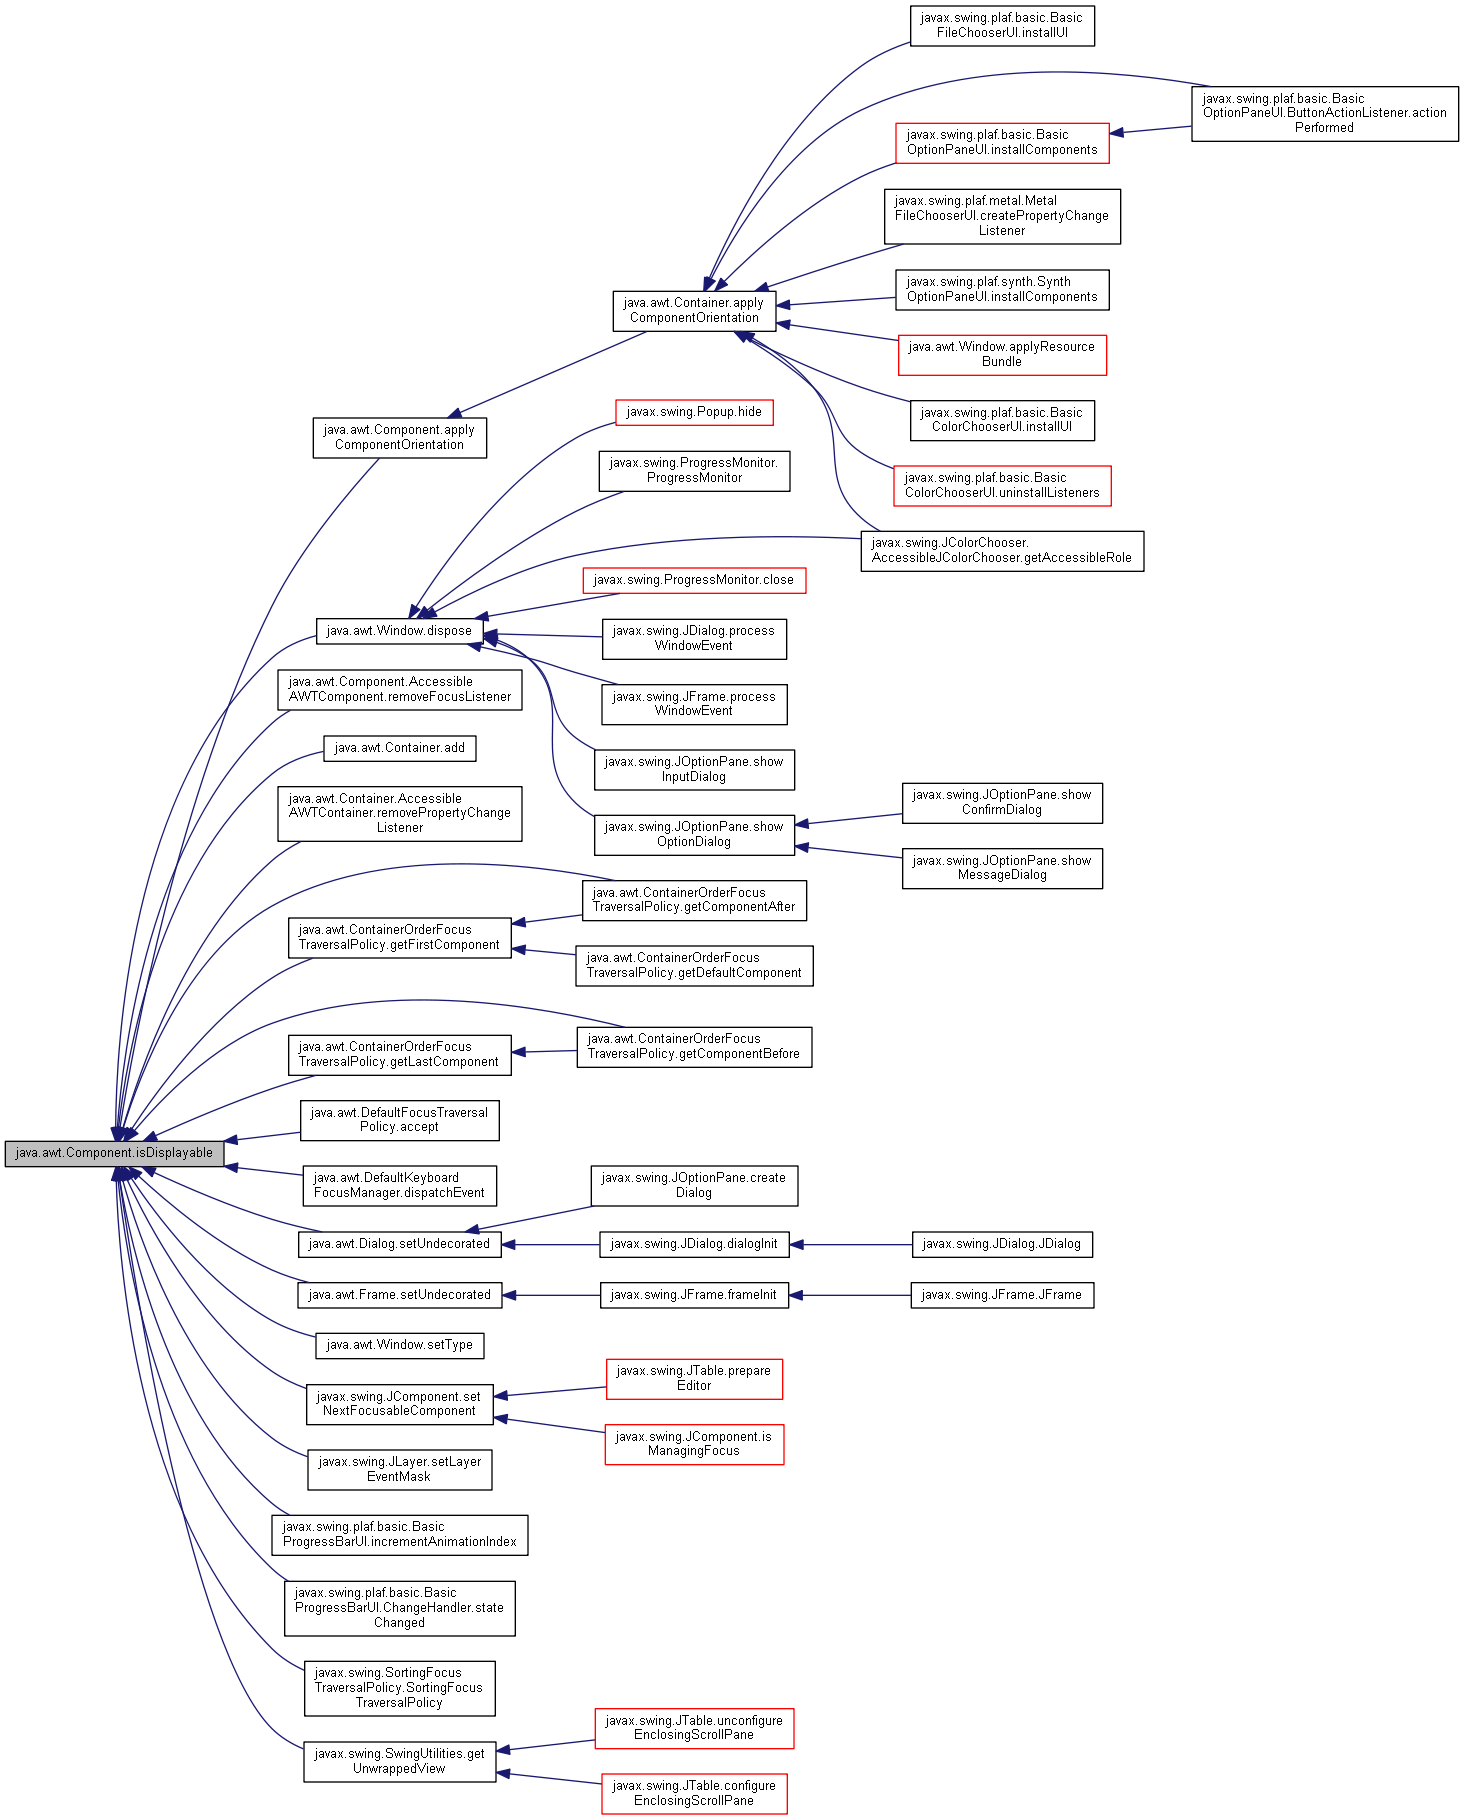 javax.swing.plaf.basic.Basic
FileChooserUI.installUI
javax.swing.plaf.basic.Basic
OptionPaneUI.ButtonActionListener.action
Performed
javax.swing.plaf.basic.Basic
OptionPaneUI.installComponents
javax.swing.plaf.metal.Metal
FileChooserUI.createPropertyChange
Listener
javax.swing.plaf.synth.Synth
OptionPaneUI.installComponents
java.awt.Container.apply
ComponentOrientation
java.awt.Window.applyResource
Bundle
javax.swing.plaf.basic.Basic
ColorChooserUI.installUI
java.awt.Component.apply
ComponentOrientation
javax.swing.Popup.hide
javax.swing.ProgressMonitor.
ProgressMonitor
javax.swing.plaf.basic.Basic
ColorChooserUI.uninstallListeners
javax.swing.JColorChooser.
AccessibleJColorChooser.getAccessibleRole
javax.swing.ProgressMonitor.close
java.awt.Window.dispose
javax.swing.JDialog.process
WindowEvent
java.awt.Component.Accessible
AWTComponent.removeFocusListener
javax.swing.JFrame.process
WindowEvent
java.awt.Container.add
javax.swing.JOptionPane.show
InputDialog
java.awt.Container.Accessible
AWTContainer.removePropertyChange
Listener
javax.swing.JOptionPane.show
OptionDialog
javax.swing.JOptionPane.show
ConfirmDialog
javax.swing.JOptionPane.show
MessageDialog
java.awt.ContainerOrderFocus
TraversalPolicy.getComponentAfter
java.awt.ContainerOrderFocus
TraversalPolicy.getFirstComponent
java.awt.ContainerOrderFocus
TraversalPolicy.getDefaultComponent
java.awt.ContainerOrderFocus
TraversalPolicy.getLastComponent
java.awt.ContainerOrderFocus
TraversalPolicy.getComponentBefore
java.awt.DefaultFocusTraversal
Policy.accept
java.awt.Component.isDisplayable
java.awt.DefaultKeyboard
FocusManager.dispatchEvent
javax.swing.JOptionPane.create
Dialog
java.awt.Dialog.setUndecorated
javax.swing.JDialog.dialogInit
javax.swing.JDialog.JDialog
java.awt.Frame.setUndecorated
javax.swing.JFrame.frameInit
javax.swing.JFrame.JFrame
java.awt.Window.setType
javax.swing.JComponent.set
NextFocusableComponent
javax.swing.JTable.prepare
Editor
javax.swing.JComponent.is
ManagingFocus
javax.swing.JLayer.setLayer
EventMask
javax.swing.plaf.basic.Basic
ProgressBarUI.incrementAnimationIndex
javax.swing.plaf.basic.Basic
ProgressBarUI.ChangeHandler.state
Changed
javax.swing.SortingFocus
TraversalPolicy.SortingFocus
TraversalPolicy
javax.swing.SwingUtilities.get
UnwrappedView
javax.swing.JTable.unconfigure
EnclosingScrollPane
javax.swing.JTable.configure
EnclosingScrollPane